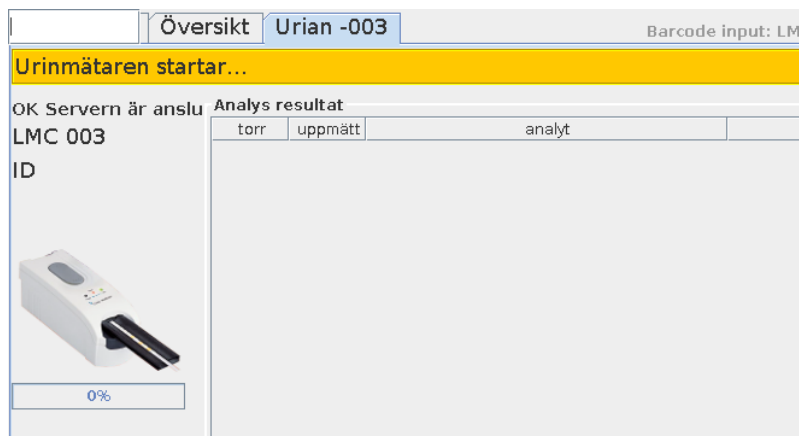 Översikt
Urian -003
Barcode input: LM
Urinmätaren startar...
OK Servern är anslu
LMC 003
ID
Analys resultat
torr
uppmätt
analyt
0%